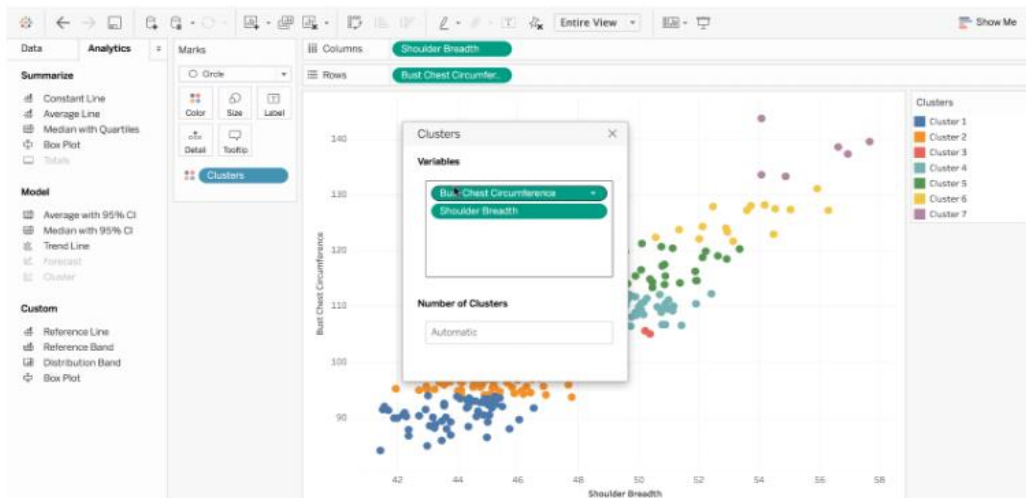 Entire View
Show Me
Data
Analytics
Marks
Columns
Shoulder Breadth
Rows
Bust Chest Circumfer..
Summarize
Constant Line
Average Line
Median with Quartiles
Box Plot
Totals
Model
Average with 95% CI
Median with 95% CI
Trend Line
Forecast
Cluster
Custom
Reference Line
Reference Band
Distribution Band
Box Plot
Circle
Color
Size
Label
Detail
Tooltip
Clusters
Bust Chest Circumference
140
130
120
110
100
90
42
44
46
48
50
52
54
56
58
Shoulder Breadth
Clusters
Variables
Bust Chest Circumference
Shoulder Breadth
Number of Clusters
Automatic
Clusters
Cluster 1
Cluster 2
Cluster 3
Cluster 4
Cluster 5
Cluster 6
Cluster 7